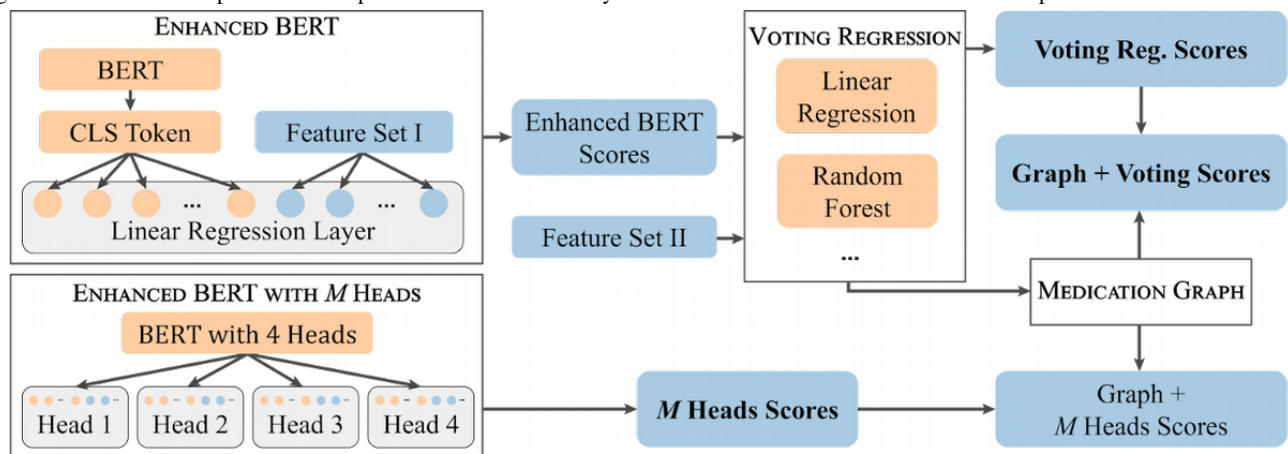 ENHANCED BERT
BERT
CLS Token
Feature Set I
... ...
Linear Regression Layer
Enhanced BERT
Scores
Feature Set II
VOTING REGRESSION
Linear
Regression
Random
Forest
...
Voting Reg. Scores
Graph + Voting Scores
MEDICATION GRAPH
ENHANCED BERT WITH M HEADS
BERT with 4 Heads
Head 1
Head 2
Head 3
Head 4
M Heads Scores
Graph +
M Heads Scores